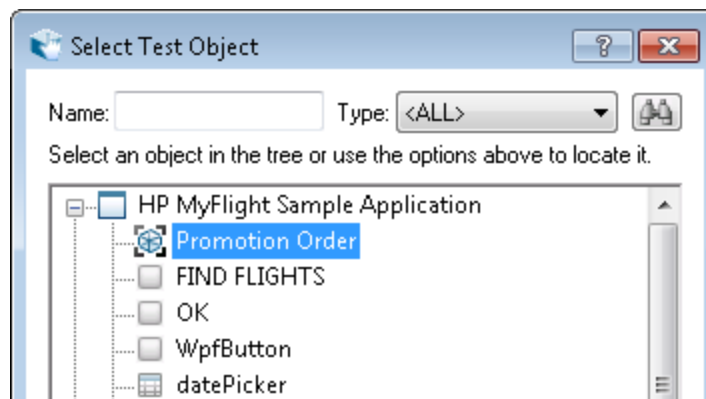 Select Test Object
?
Name: Type: <ALL>
Select an object in the tree or use the options above to locate it.
HP MyFlight Sample Application
Promotion Order
FIND FLIGHTS
OK
WpfButton
datePicker